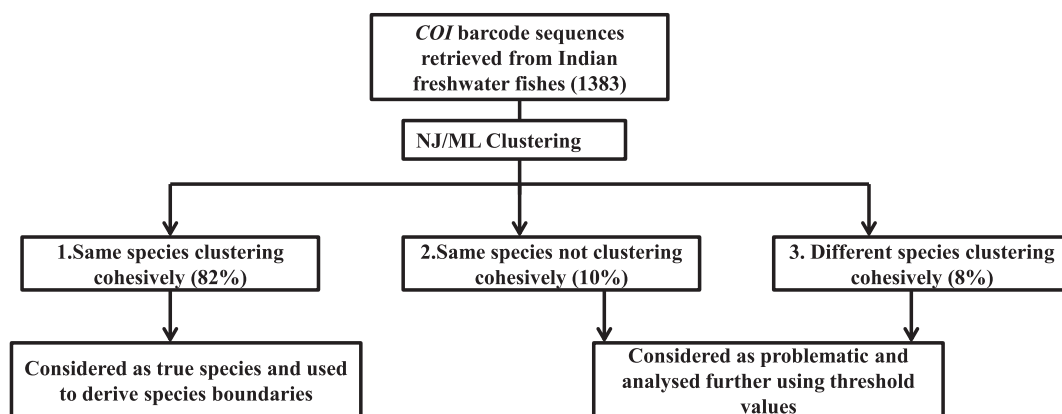 COI barcode sequences
retrieved from Indian
freshwater fishes (1383)
NJ/ML Clustering
1.Same species clustering
cohesively (82%)
2.Same species not clustering
cohesively (10%)
3. Different species clustering
cohesively (8%)
Considered as true species and used
to derive species boundaries
Considered as problematic and
analysed further using threshold
values